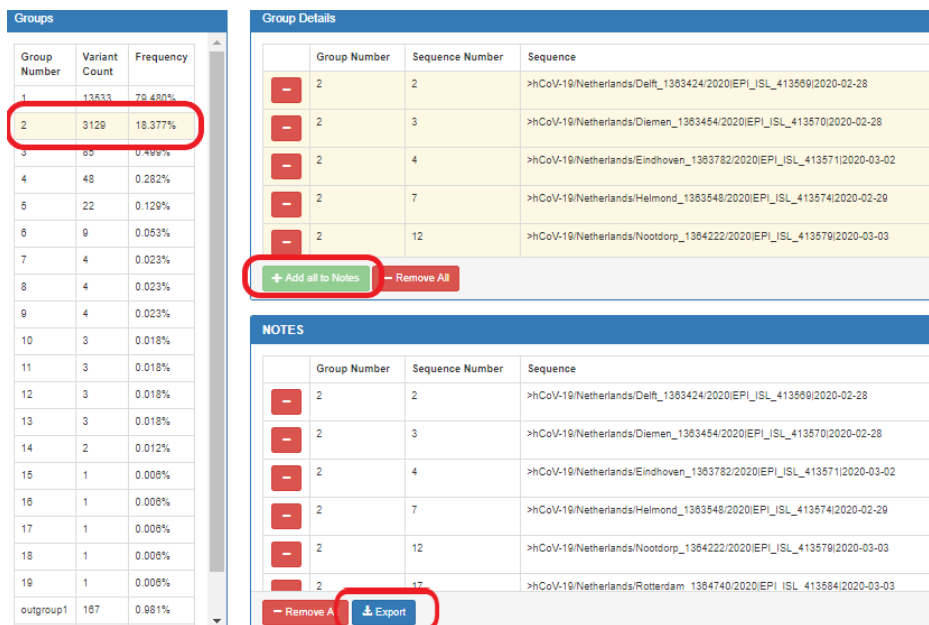 Groups
Group Number Variant Count Frequency
1 13533 79.480%
2 3129 18.377%
3 85 0.499%
4 48 0.282%
5 22 0.129%
6 9 0.053%
7 4 0.023%
8 4 0.023%
9 4 0.023%
10 3 0.018%
11 3 0.018%
12 3 0.018%
13 3 0.018%
14 2 0.012%
15 1 0.006%
16 1 0.006%
17 1 0.006%
18 1 0.006%
19 1 0.006%
outgroup1 167 0.981%
Group Details
Group Number Sequence Number Sequence
2 2 >hCoV-19/Netherlands/Delft_1363424/2020|EPI_ISL_413569|2020-02-28
2 3 >hCoV-19/Netherlands/Diemen_1363454/2020|EPI_ISL_413570|2020-02-28
2 4 >hCoV-19/Netherlands/Eindhoven_1363782/2020|EPI_ISL_413571|2020-03-02
2 7 >hCoV-19/Netherlands/Helmond_1363548/2020|EPI_ISL_413574|2020-02-29
2 12 >hCoV-19/Netherlands/Nootdorp_1364222/2020|EPI_ISL_413579|2020-03-03
+ Add all to Notes − Remove All
NOTES
Group Number Sequence Number Sequence
2 2 >hCoV-19/Netherlands/Delft_1363424/2020|EPI_ISL_413569|2020-02-28
2 3 >hCoV-19/Netherlands/Diemen_1363454/2020|EPI_ISL_413570|2020-02-28
2 4 >hCoV-19/Netherlands/Eindhoven_1363782/2020|EPI_ISL_413571|2020-03-02
2 7 >hCoV-19/Netherlands/Helmond_1363548/2020|EPI_ISL_413574|2020-02-29
2 12 >hCoV-19/Netherlands/Nootdorp_1364222/2020|EPI_ISL_413579|2020-03-03
2 17 >hCoV-19/Netherlands/Rotterdam_1364740/2020|EPI_ISL_413584|2020-03-03
− Remove A Export